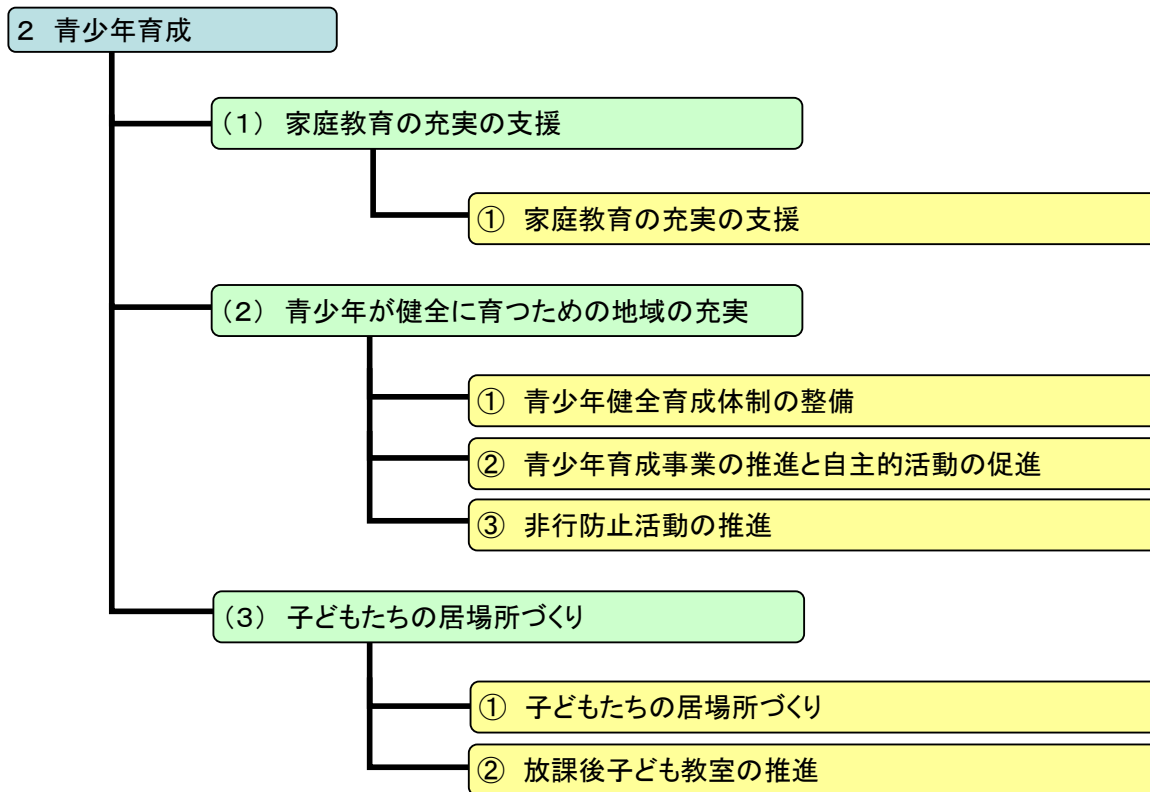 2 青少年育成
（1） 家庭教育の充実の支援
① 家庭教育の充実の支援
（2） 青少年が健全に育つための地域の充実
① 青少年健全育成体制の整備
② 青少年育成事業の推進と自主的活動の促進
③ 非行防止活動の推進
（3） 子どもたちの居場所づくり
① 子どもたちの居場所づくり
② 放課後子ども教室の推進